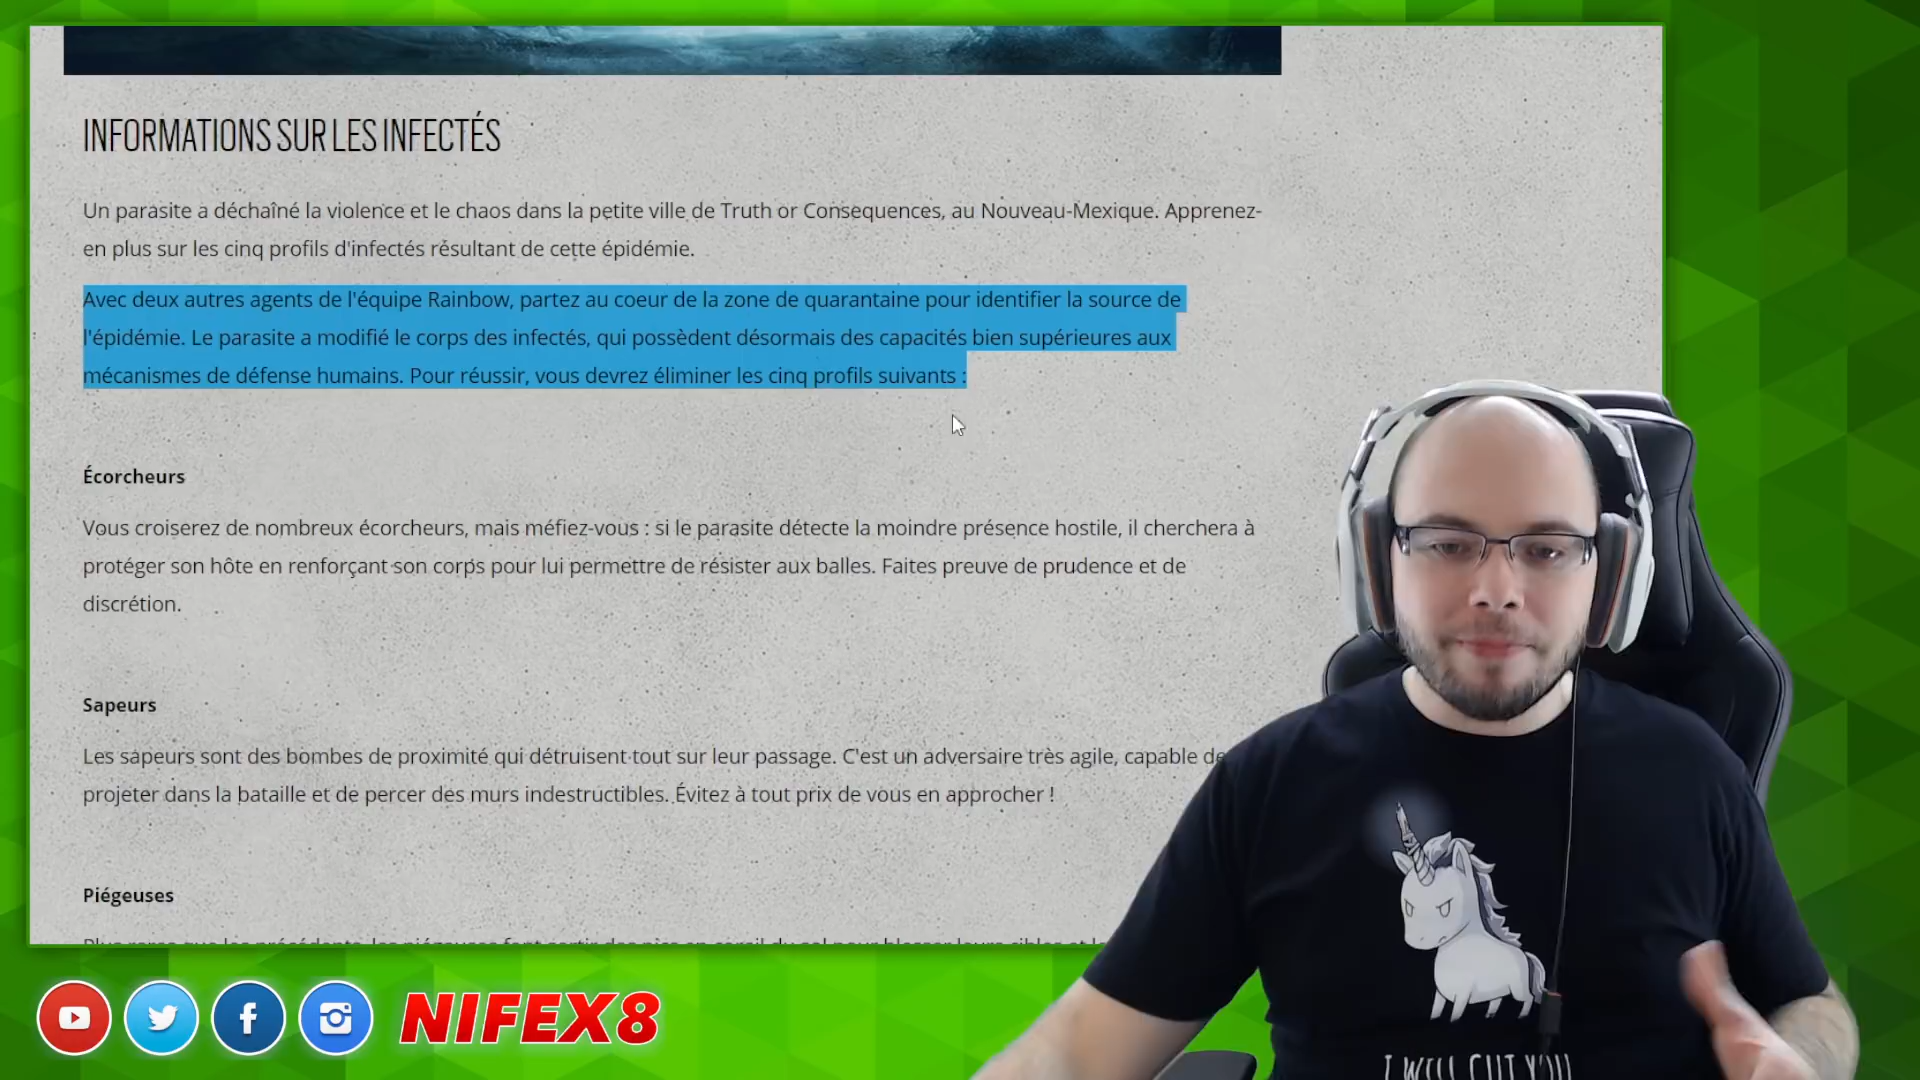 INFORMATIONS SUR LES INFECTÉS
Un parasite a déchaîné la violence et le chaos dans la petite ville de Truth or Consequences, au Nouveau-Mexique. Apprenez-
en plus sur les cinq profils d'infectés résultant de cette épidémie.
Avec deux autres agents de l'équipe Rainbow, partez au coeur de la zone de quarantaine pour identifier la source de
l'épidémie. Le parasite a modifié le corps des infectés, qui possèdent désormais des capacités bien supérieures aux
mécanismes de défense humains. Pour réussir, vous devrez éliminer les cinq profils suivants :
Écorcheurs
Vous croiserez de nombreux écorcheurs, mais méfiez-vous : si le parasite détecte la moindre présence hostile, il cherchera à
protéger son hôte en renforçant son corps pour lui permettre de résister aux balles. Faites preuve de prudence et de
discrétion.
Sapeurs
Les sapeurs sont des bombes de proximité qui détruisent tout sur leur passage. C'est un adversaire très agile, capable de
projeter dans la bataille et de percer des murs indestructibles. Évitez à tout prix de vous en approcher !
Piégeuses
NIFEX8
I WILL CUT YOU